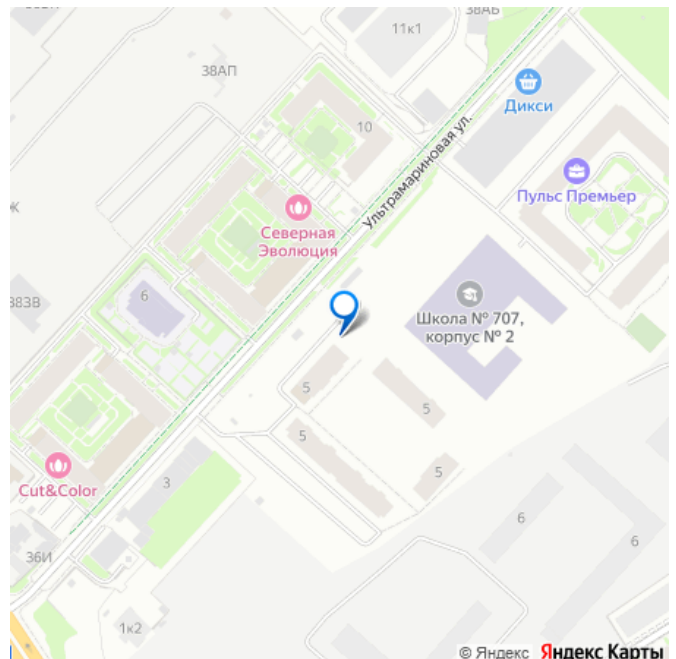 38АБ
11к1
38АП
Дикси
10
Ультрамариновая ул.
Пульс Премьер
Северная
Эволюция
6
383В
Школа № 707,
корпус № 2
5
5
5
5
Cut&Color
3
6
6
36И
1к2
© Яндекс Яндекс Карты